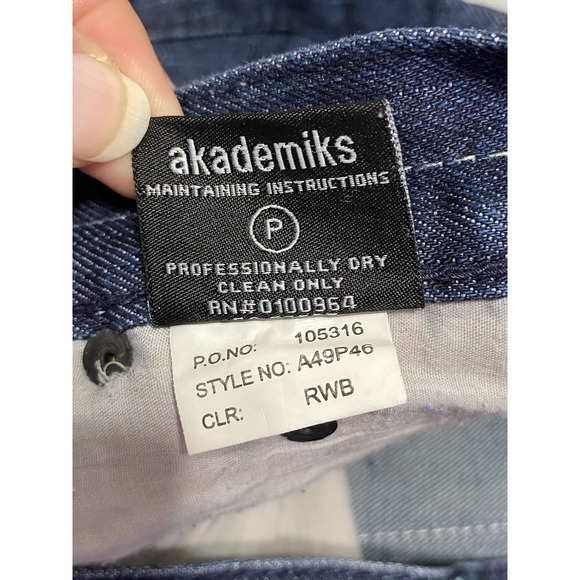 akademiks
MAINTAINING INSTRUCTIONS
P
PROFESSIONALLY DRY
CLEAN ONLY
RN#0100964
P.O.NO: 105316
STYLE NO: A49P46
CLR: RWB